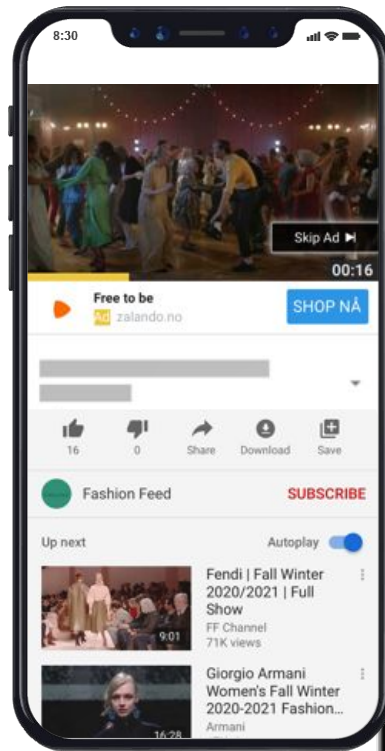 8:30
Skip Ad
00:16
Free to be
Ad zalando.no
SHOP NÅ
16
0
Share
Download
Save
Fashion Feed
SUBSCRIBE
Up next
Autoplay
9:01
Fendi | Fall Winter
2020/2021 | Full
Show
FF Channel
71K views
16:28
Giorgio Armani
Women's Fall Winter
2020-2021 Fashion...
Armani